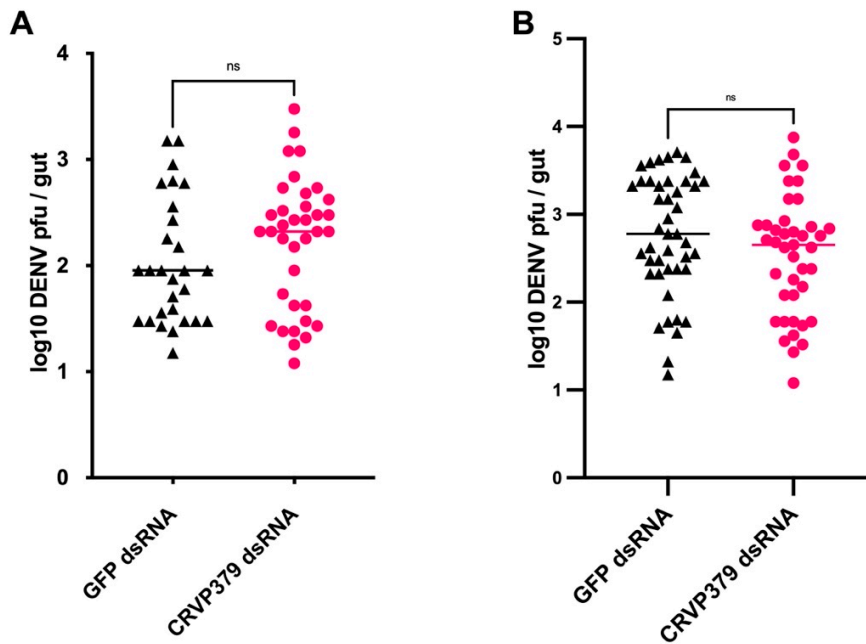 A
log10 DENV pfu / gut
4
3
2
1
0
ns
GFP dsRNA
CRVP379 dsRNA
B
log10 DENV pfu / gut
5
4
3
2
1
0
ns
GFP dsRNA
CRVP379 dsRNA